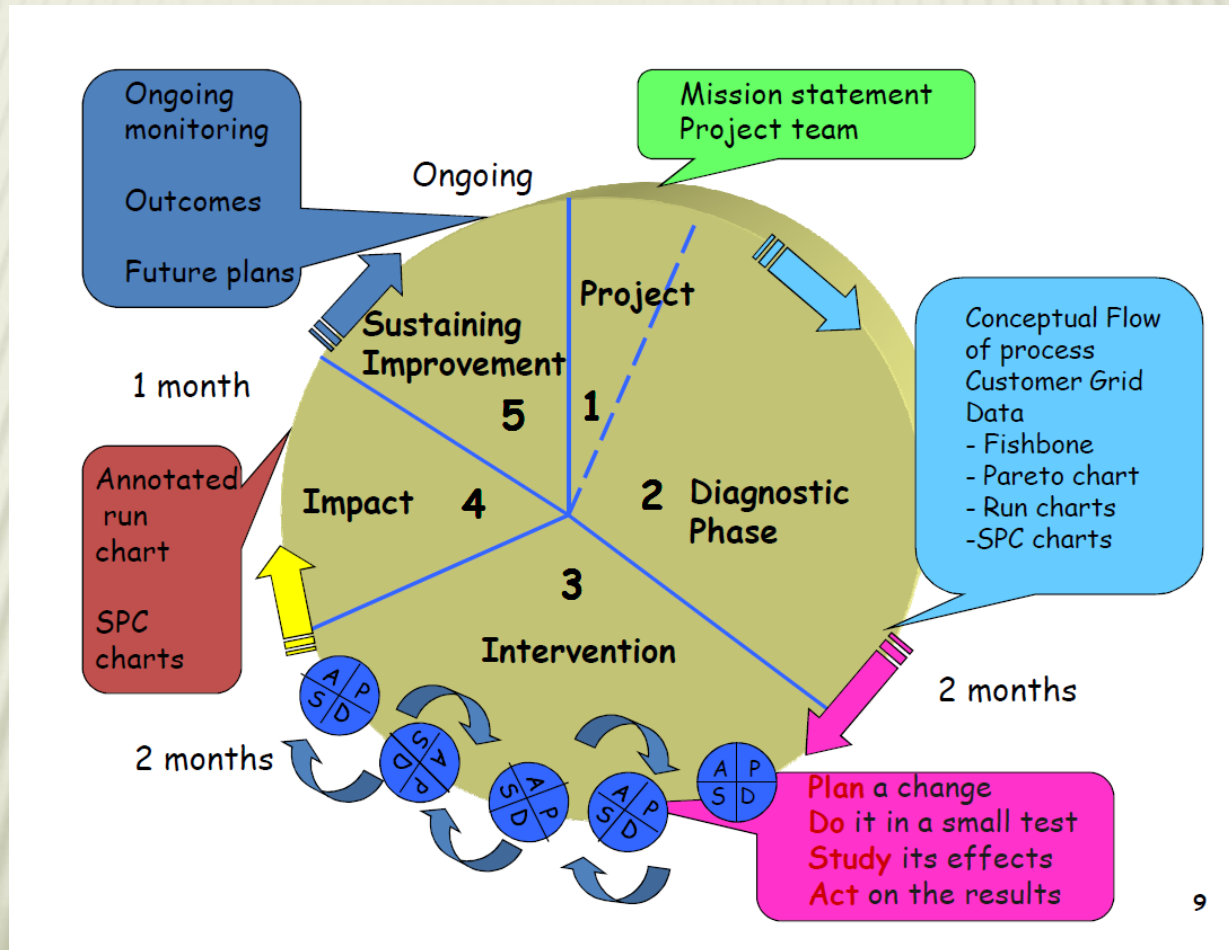 Ongoing
monitoring
Outcomes
Future plans
Ongoing
Mission statement
Project team
Project
1
Sustaining
Improvement
5
1 month
Conceptual Flow
of process
Customer Grid
Data
- Fishbone
- Pareto chart
- Run charts
-SPC charts
2 Diagnostic
Phase
Impact 4
Annotated
run
chart
SPC
charts
3
Intervention
2 months
2 months
A P
S D
A P
S D
A P
S D
A P
S D
A P
S D
Plan a change
Do it in a small test
Study its effects
Act on the results
9